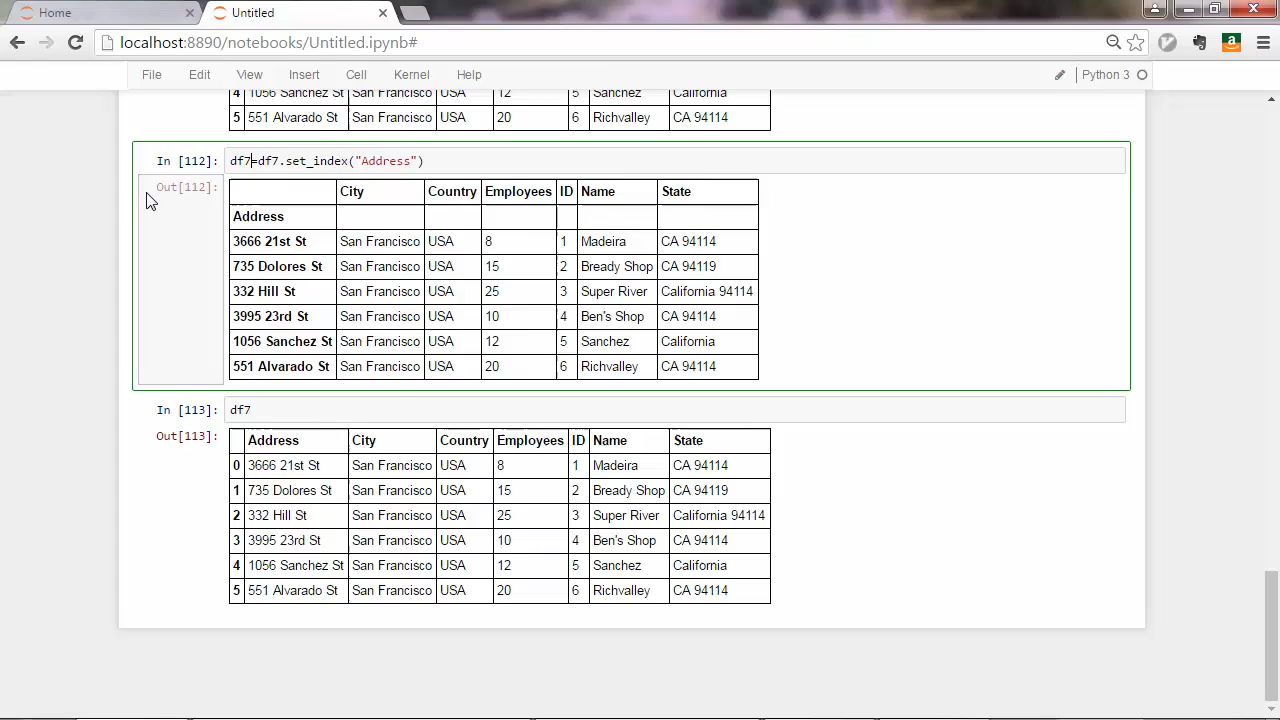 Home
Untitled
localhost:8890/notebooks/Untitled.ipynb#
File Edit View Insert Cell Kernel Help Python 3
4 1056 Sanchez St San Francisco USA 12 5 Sanchez California
5 551 Alvarado St San Francisco USA 20 6 Richvalley CA 94114
In [112]: df7=df7.set_index("Address")
Out[112]:
City Country Employees ID Name State
Address
3666 21st St San Francisco USA 8 1 Madeira CA 94114
735 Dolores St San Francisco USA 15 2 Bready Shop CA 94119
332 Hill St San Francisco USA 25 3 Super River California 94114
3995 23rd St San Francisco USA 10 4 Ben's Shop CA 94114
1056 Sanchez St San Francisco USA 12 5 Sanchez California
551 Alvarado St San Francisco USA 20 6 Richvalley CA 94114
In [113]: df7
Out[113]:
Address City Country Employees ID Name State
0 3666 21st St San Francisco USA 8 1 Madeira CA 94114
1 735 Dolores St San Francisco USA 15 2 Bready Shop CA 94119
2 332 Hill St San Francisco USA 25 3 Super River California 94114
3 3995 23rd St San Francisco USA 10 4 Ben's Shop CA 94114
4 1056 Sanchez St San Francisco USA 12 5 Sanchez California
5 551 Alvarado St San Francisco USA 20 6 Richvalley CA 94114